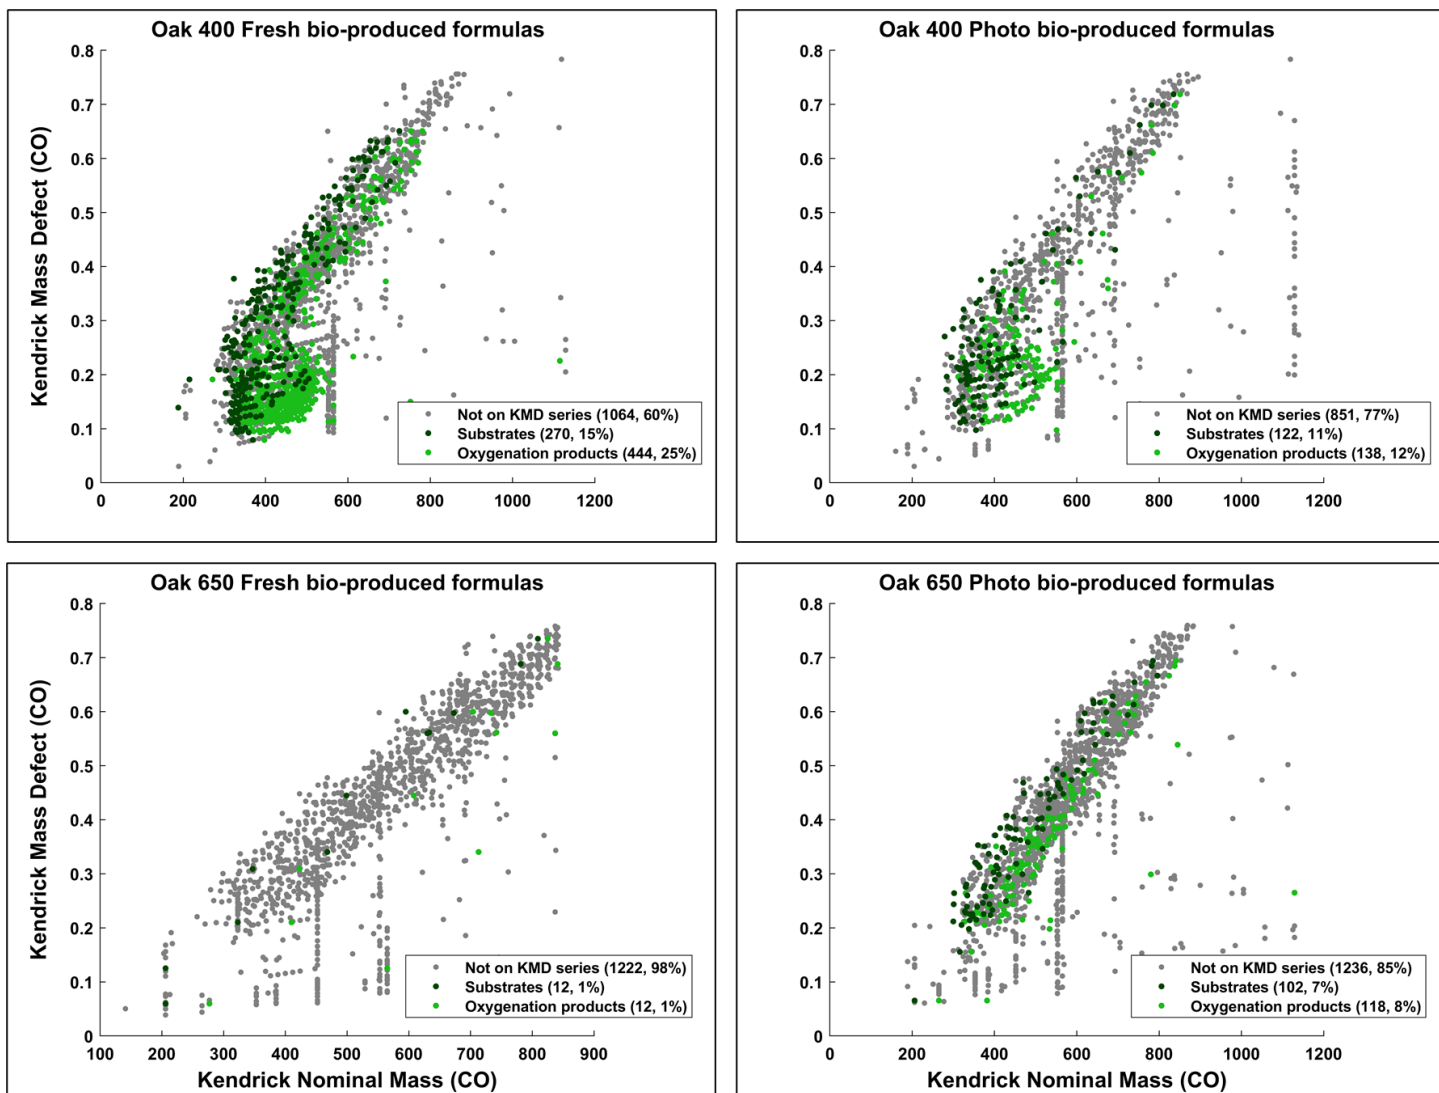 Oak 400 Fresh bio-produced formulas
Kendrick Mass Defect (CO)
0.8
0.7
0.6
0.5
0.4
0.3
0.2
0.1
0
Not on KMD series (1064, 60%)
Substrates (270, 15%)
Oxygenation products (444, 25%)
0 200 400 600 800 1000 1200
Oak 400 Photo bio-produced formulas
0.8
0.7
0.6
0.5
0.4
0.3
0.2
0.1
0
Not on KMD series (851, 77%)
Substrates (122, 11%)
Oxygenation products (138, 12%)
0 200 400 600 800 1000 1200
Oak 650 Fresh bio-produced formulas
Kendrick Mass Defect (CO)
0.8
0.7
0.6
0.5
0.4
0.3
0.2
0.1
0
Not on KMD series (1222, 98%)
Substrates (12, 1%)
Oxygenation products (12, 1%)
100 200 300 400 500 600 700 800 900
Kendrick Nominal Mass (CO)
Oak 650 Photo bio-produced formulas
0.8
0.7
0.6
0.5
0.4
0.3
0.2
0.1
0
Not on KMD series (1236, 85%)
Substrates (102, 7%)
Oxygenation products (118, 8%)
0 200 400 600 800 1000 1200
Kendrick Nominal Mass (CO)